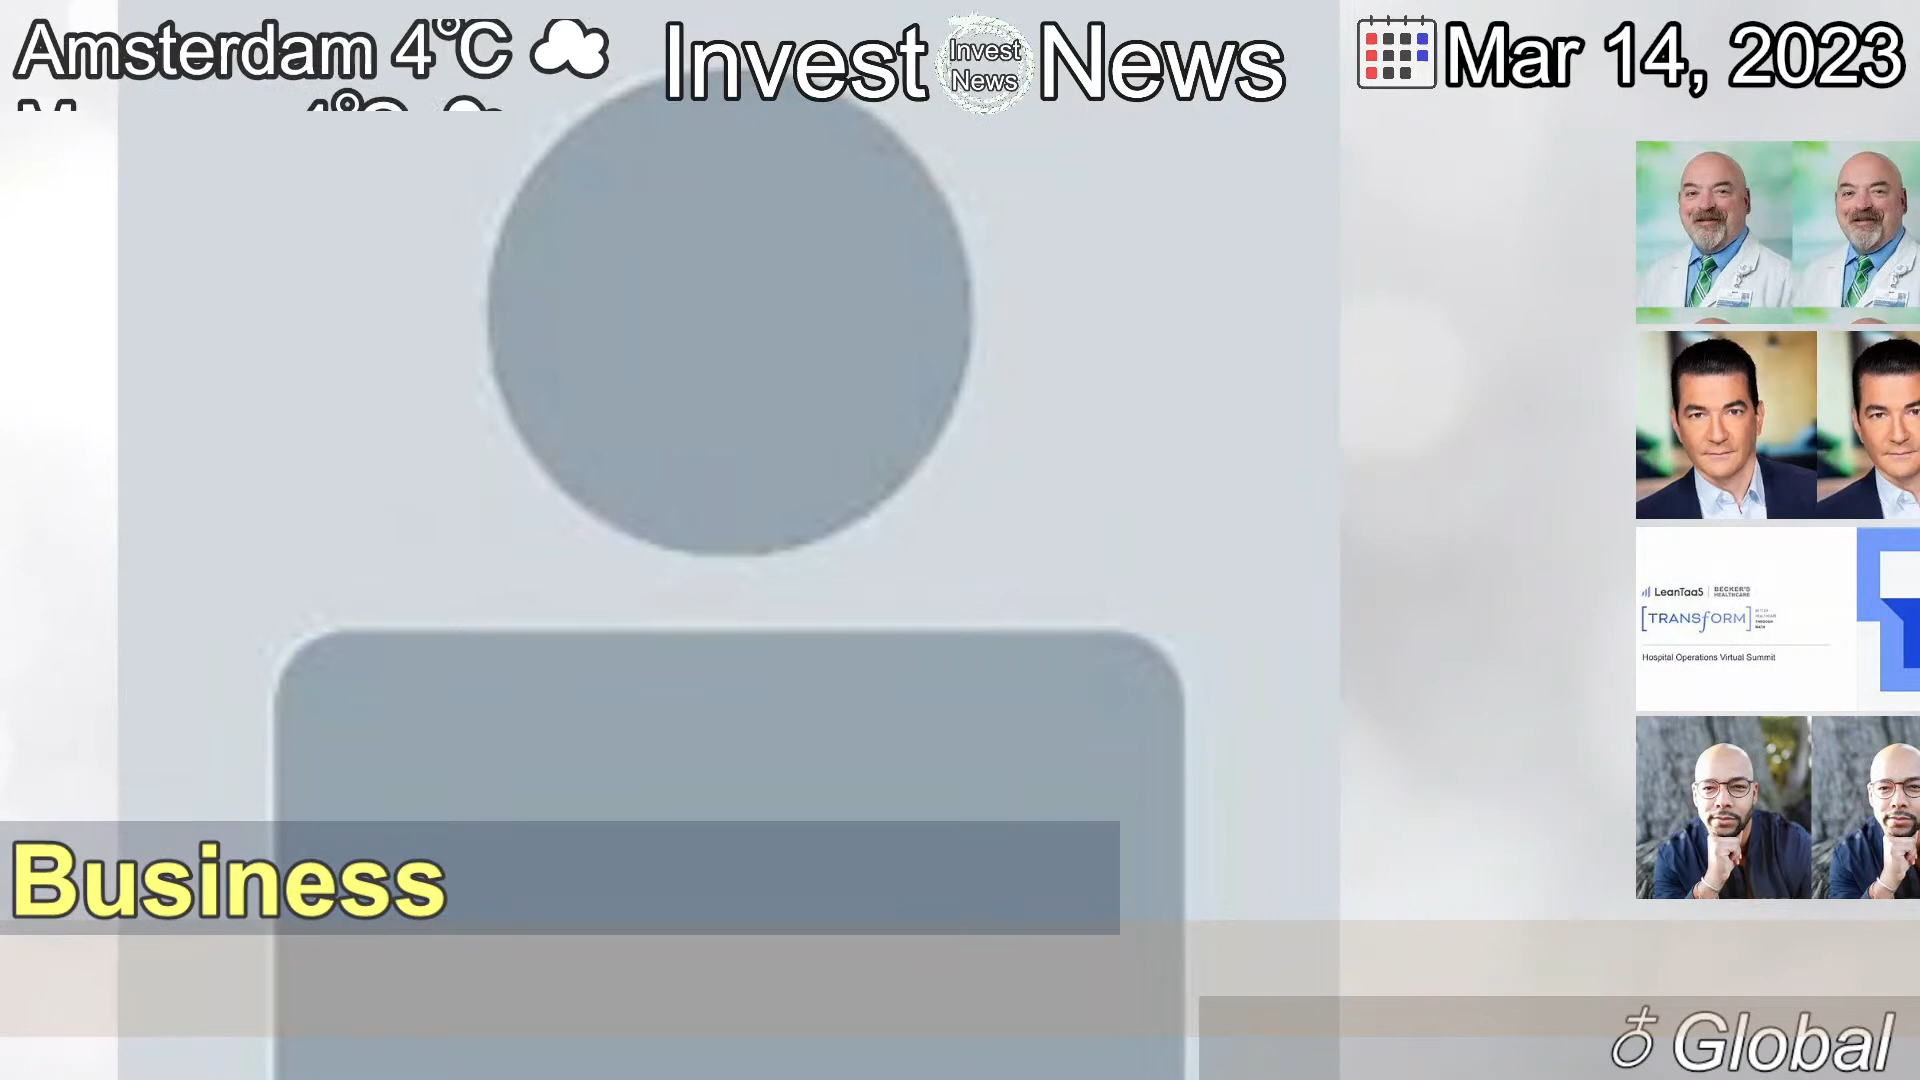 Amsterdam 4°C
Invest News
Invest
News
Mar 14, 2023
LeanTaaS | BECKER'S HEALTHCARE
[TRANSFORM]
Hospital Operations Virtual Summit
Business
Global